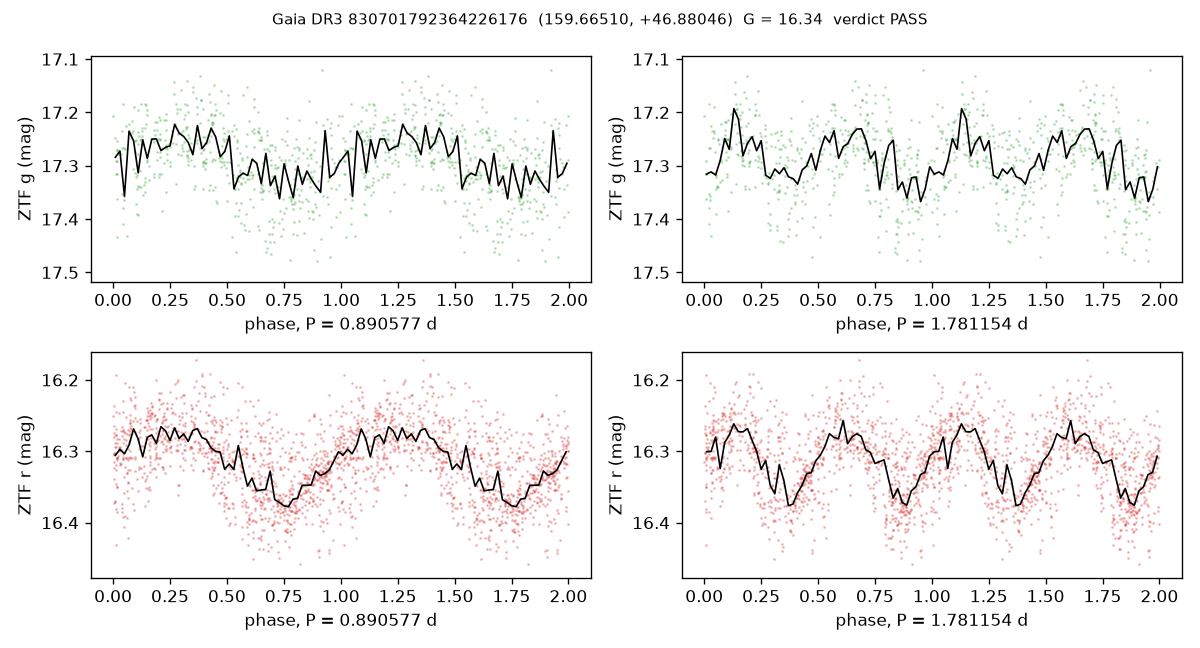 Gaia DR3 830701792364226176 (159.66510, +46.88046) G = 16.34 verdict PASS
17.1
17.2
17.3
17.4
17.5
ZTF g (mag)
0.00 0.25 0.50 0.75 1.00 1.25 1.50 1.75 2.00
phase, P = 0.890577 d
17.1
17.2
17.3
17.4
17.5
ZTF g (mag)
0.00 0.25 0.50 0.75 1.00 1.25 1.50 1.75 2.00
phase, P = 1.781154 d
16.2
16.3
16.4
ZTF r (mag)
0.00 0.25 0.50 0.75 1.00 1.25 1.50 1.75 2.00
phase, P = 0.890577 d
16.2
16.3
16.4
ZTF r (mag)
0.00 0.25 0.50 0.75 1.00 1.25 1.50 1.75 2.00
phase, P = 1.781154 d